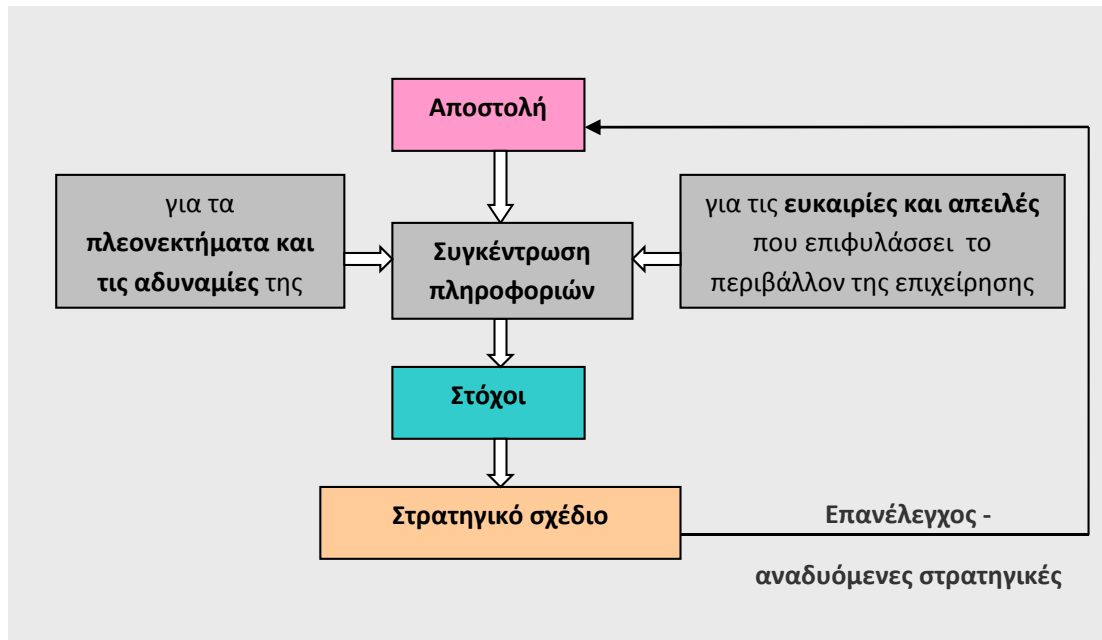 Αποστολή
για τα
πλεονεκτήματα και
τις αδυναμίες της
Συγκέντρωση
πληροφοριών
για τις ευκαιρίες και απειλές
που επιφυλάσσει το
περιβάλλον της επιχείρησης
Στόχοι
Στρατηγικό σχέδιο
Επανέλεγχος -
αναδυόμενες στρατηγικές